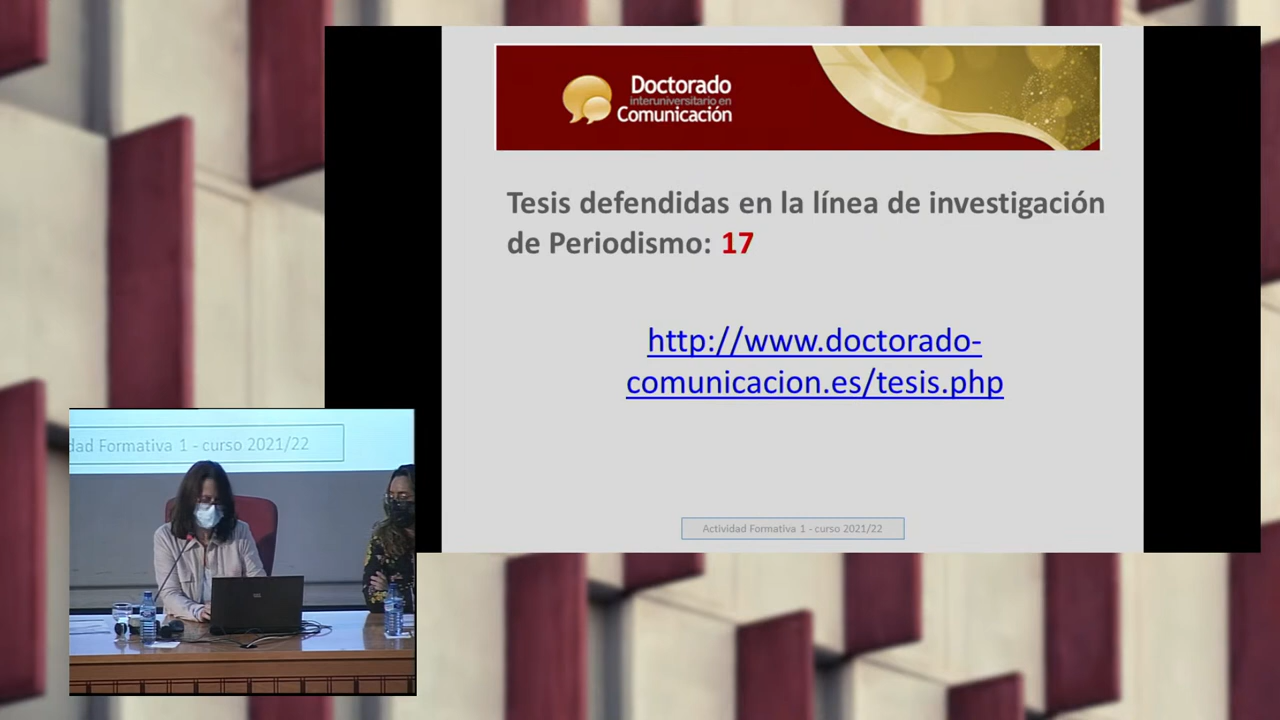 Doctorado
interuniversitario en
Comunicación
Tesis defendidas en la línea de investigación
de Periodismo: 17
http://www.doctorado-
comunicacion.es/tesis.php
Actividad Formativa 1 - curso 2021/22
dad Formativa 1 - curso 2021/22